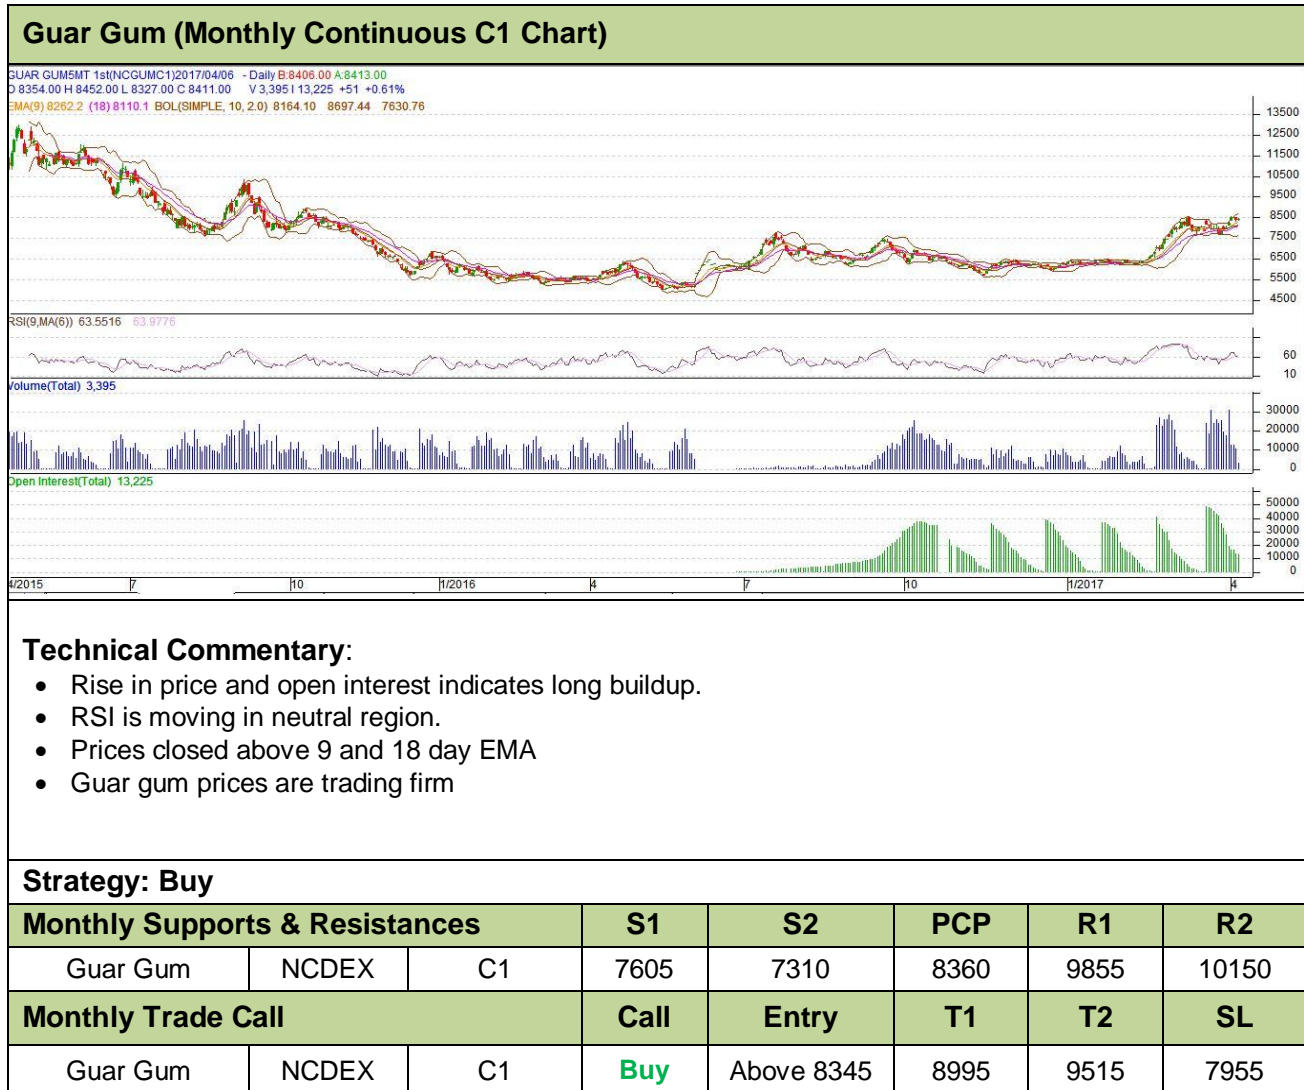 Guar Gum (Monthly Continuous C1 Chart)
GUAR GUM5MT 1st(NCGUMC1)2017/04/06 - Daily B:8406.00 A:8413.00
O 8354.00 H 8452.00 L 8327.00 C 8411.00 V 3,395 I 13,225 +51 +0.61%
EMA(9) 8262.2 (18) 8110.1 BOL(SIMPLE, 10, 2.0) 8164.10 8697.44 7630.76
13500
12500
11500
10500
9500
8500
7500
6500
5500
4500
RSI(9,MA(6)) 63.5516 63.9776
60
10
Volume(Total) 3,395
30000
20000
10000
0
Open Interest(Total) 13,225
50000
40000
30000
20000
10000
0
4/2015 7 10 1/2016 4 7 10 1/2017 4
Technical Commentary:
• Rise in price and open interest indicates long buildup.
• RSI is moving in neutral region.
• Prices closed above 9 and 18 day EMA
• Guar gum prices are trading firm
Strategy: Buy
Monthly Supports & Resistances S1 S2 PCP R1 R2
Guar Gum NCDEX C1 7605 7310 8360 9855 10150
Monthly Trade Call Call Entry T1 T2 SL
Guar Gum NCDEX C1 Buy Above 8345 8995 9515 7955